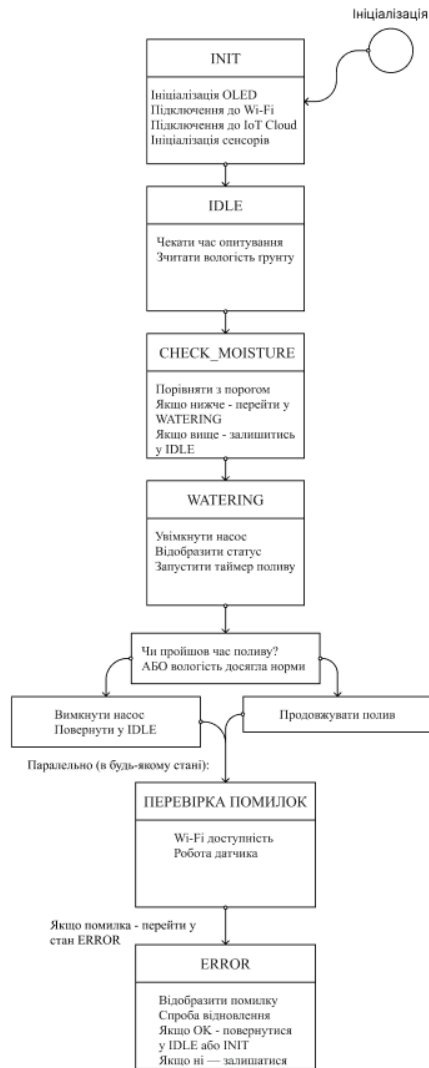 Ініціалізація
INIT
Ініціалізація OLED
Підключення до Wi-Fi
Підключення до IoT Cloud
Ініціалізація сенсорів
IDLE
Чекати час опитування
Зчитати вологість ґрунту
CHECK_MOISTURE
Порівняти з порогом
Якщо нижче - перейти у
WATERING
Якщо вище - залишитись
у IDLE
WATERING
Увімкнути насос
Відобразити статус
Запустити таймер поливу
Чи пройшов час поливу?
АБО вологість досягла норми
Вимкнути насос
Повернути у IDLE
Продовжувати полив
Паралельно (в будь-якому стані):
ПЕРЕВІРКА ПОМИЛОК
Wi-Fi доступність
Робота датчика
Якщо помилка - перейти у
стан ERROR
ERROR
Відобразити помилку
Спроба відновлення
Якщо ОК - повернутися
у IDLE або INIT
Якщо ні — залишатися